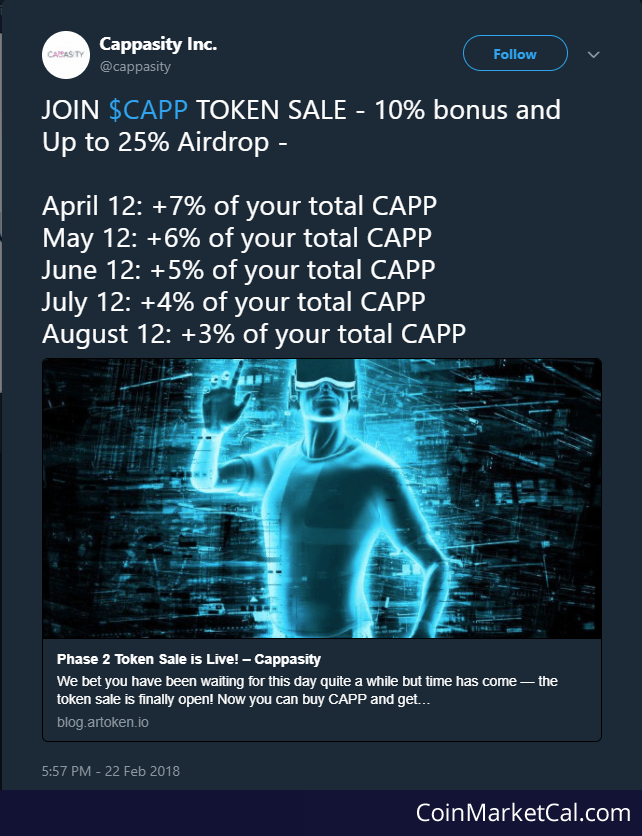 CAPPASITY
Cappasity Inc.
@cappasity
Follow
JOIN $CAPP TOKEN SALE - 10% bonus and
Up to 25% Airdrop -
April 12: +7% of your total CAPP
May 12: +6% of your total CAPP
June 12: +5% of your total CAPP
July 12: +4% of your total CAPP
August 12: +3% of your total CAPP
Phase 2 Token Sale is Live! – Cappasity
We bet you have been waiting for this day quite a while but time has come — the
token sale is finally open! Now you can buy CAPP and get…
blog.artoken.io
5:57 PM - 22 Feb 2018
CoinMarketCal.com